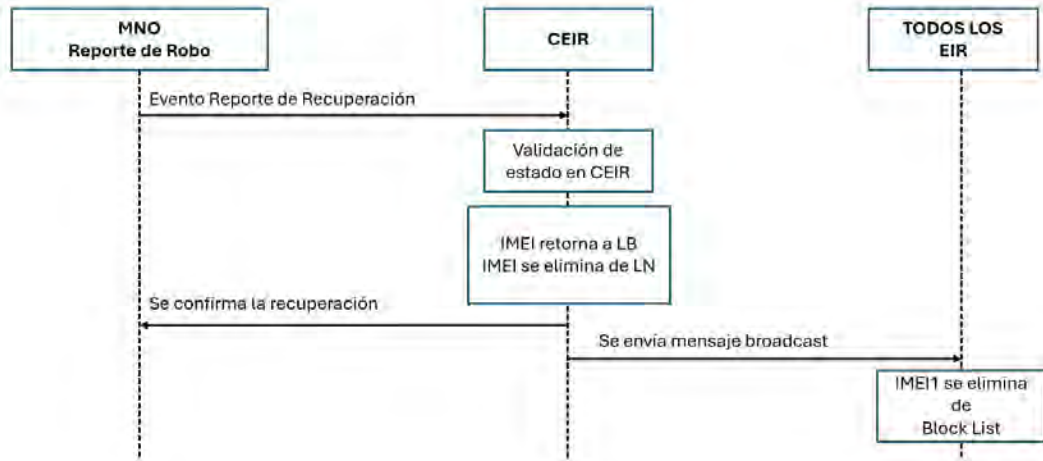 MNO
Reporte de Robo
CEIR
TODOS LOS
EIR
Evento Reporte de Recuperación
Validación de
estado en CEIR
IMEI retorna a LB
IMEI se elimina de LN
Se confirma la recuperación
Se envía mensaje broadcast
IMEI1 se elimina
de
Block List